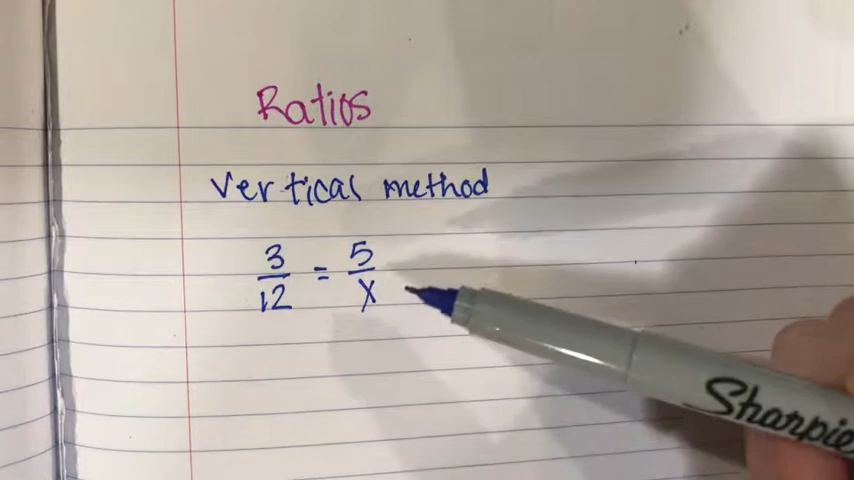 Ratios
Vertical method
3/12 = 5/x
Sharpie